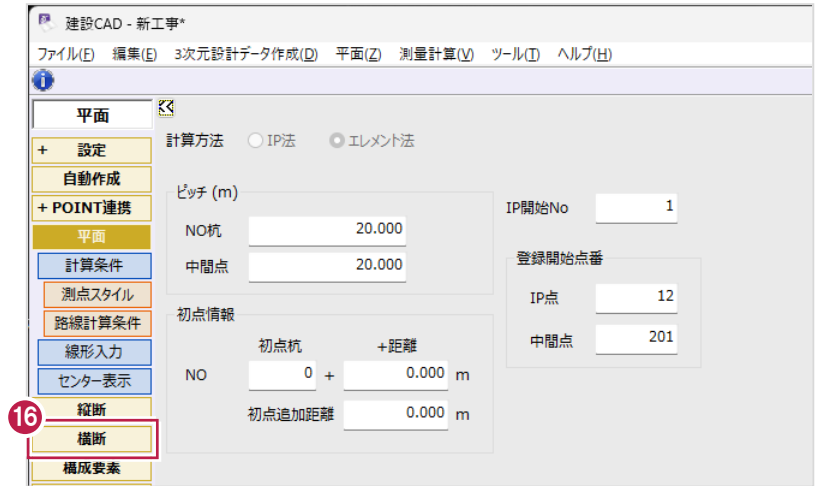 建設CAD - 新工事*
ファイル(F) 編集(E) 3次元設計データ作成(D) 平面(Z) 測量計算(V) ツール(T) ヘルプ(H)
平面
+ 設定
自動作成
+ POINT連携
平面
計算条件
測点スタイル
路線計算条件
線形入力
センター表示
縦断
16
横断
構成要素
計算方法 IP法 エレメント法
ピッチ (m)
NO杭 20.000
中間点 20.000
初点情報
初点杭 +距離
NO 0 + 0.000 m
初点追加距離 0.000 m
IP開始No 1
登録開始点番
IP点 12
中間点 201